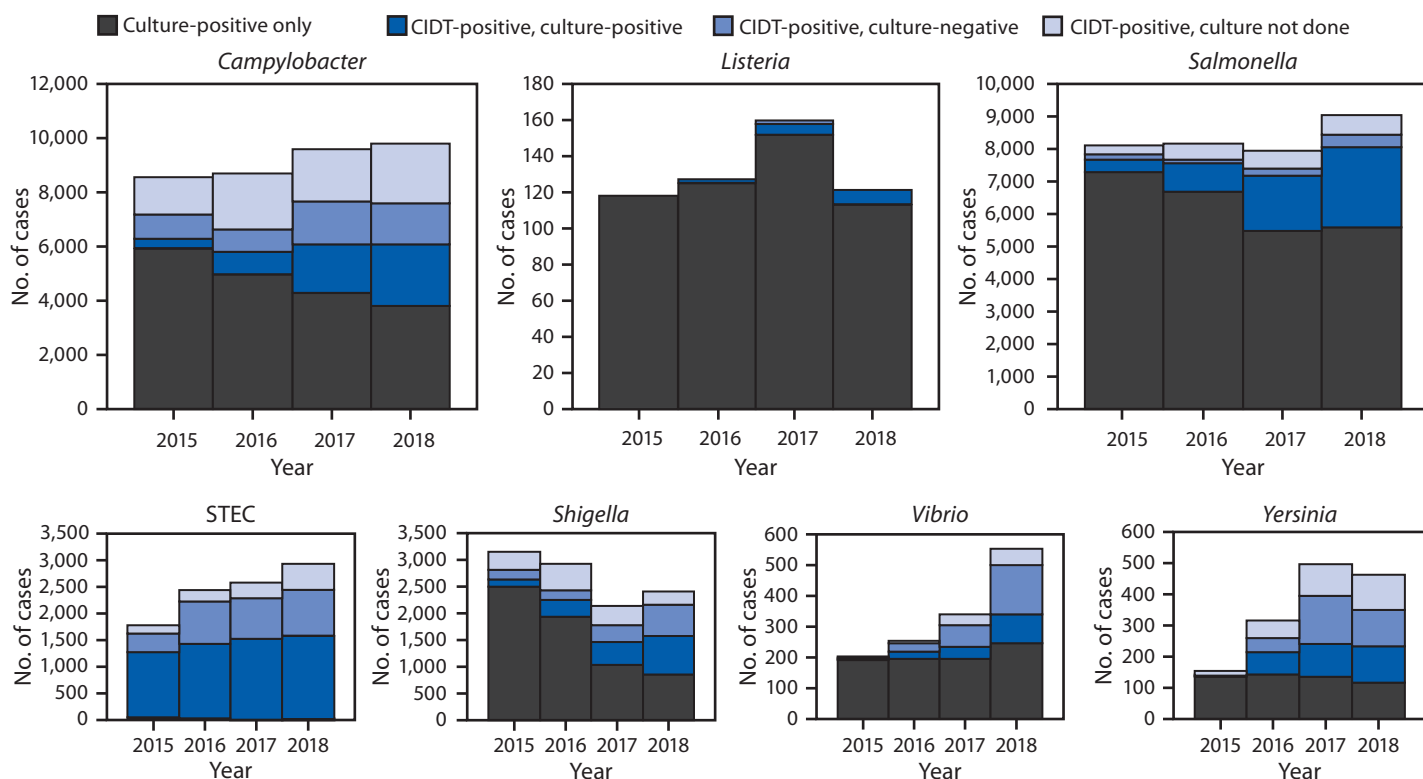 Culture-positive only CIDT-positive, culture-positive CIDT-positive, culture-negative CIDT-positive, culture not done
Campylobacter
No. of cases
12,000
10,000
8,000
6,000
4,000
2,000
0
2015 2016 2017 2018
Year
Listeria
No. of cases
180
160
140
120
100
80
60
40
20
0
2015 2016 2017 2018
Year
Salmonella
No. of cases
10,000
9,000
8,000
7,000
6,000
5,000
4,000
3,000
2,000
1,000
0
2015 2016 2017 2018
Year
STEC
No. of cases
3,500
3,000
2,500
2,000
1,500
1,000
500
0
2015 2016 2017 2018
Year
Shigella
No. of cases
3,500
3,000
2,500
2,000
1,500
1,000
500
0
2015 2016 2017 2018
Year
Vibrio
No. of cases
600
500
400
300
200
100
0
2015 2016 2017 2018
Year
Yersinia
No. of cases
600
500
400
300
200
100
0
2015 2016 2017 2018
Year